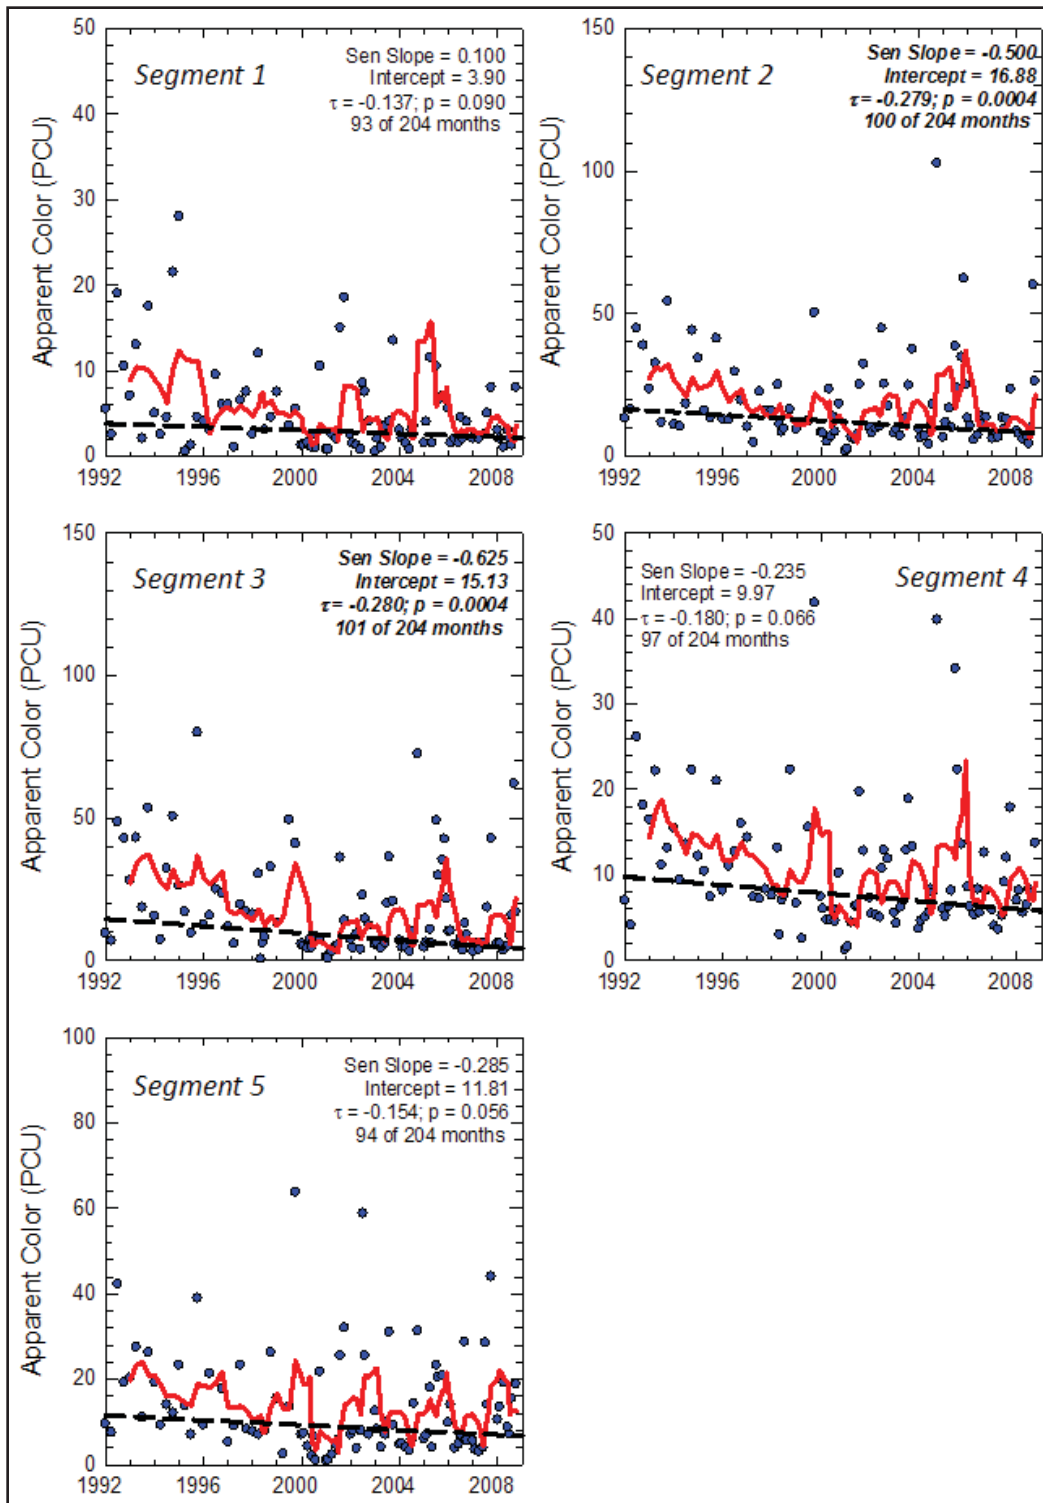 50
40
30
20
10
0
Apparent Color (PCU)
Segment 1
Sen Slope = 0.100
Intercept = 3.90
τ = -0.137; p = 0.090
93 of 204 months
1992 1996 2000 2004 2008
150
100
50
0
Apparent Color (PCU)
Segment 2
Sen Slope = -0.500
Intercept = 16.88
τ = -0.279; p = 0.0004
100 of 204 months
1992 1996 2000 2004 2008
150
100
50
0
Apparent Color (PCU)
Segment 3
Sen Slope = -0.625
Intercept = 15.13
τ = -0.280; p = 0.0004
101 of 204 months
1992 1996 2000 2004 2008
50
40
30
20
10
0
Apparent Color (PCU)
Segment 4
Sen Slope = -0.235
Intercept = 9.97
τ = -0.180; p = 0.066
97 of 204 months
1992 1996 2000 2004 2008
100
80
60
40
20
0
Apparent Color (PCU)
Segment 5
Sen Slope = -0.285
Intercept = 11.81
τ = -0.154; p = 0.056
94 of 204 months
1992 1996 2000 2004 2008